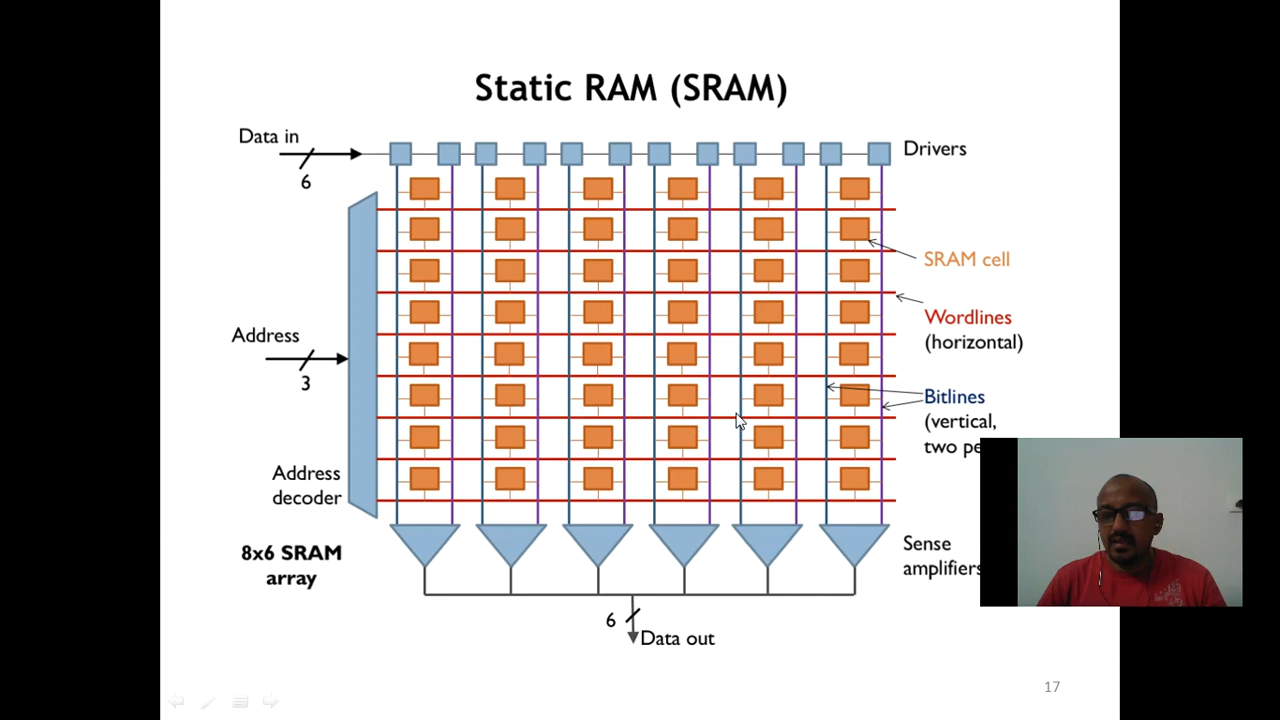 Static RAM (SRAM)
Data in
6
Drivers
SRAM cell
Wordlines
(horizontal)
Address
3
Bitlines
(vertical,
two
Address
decoder
8x6 SRAM
array
Sense
amplifiers
6
Data out
17